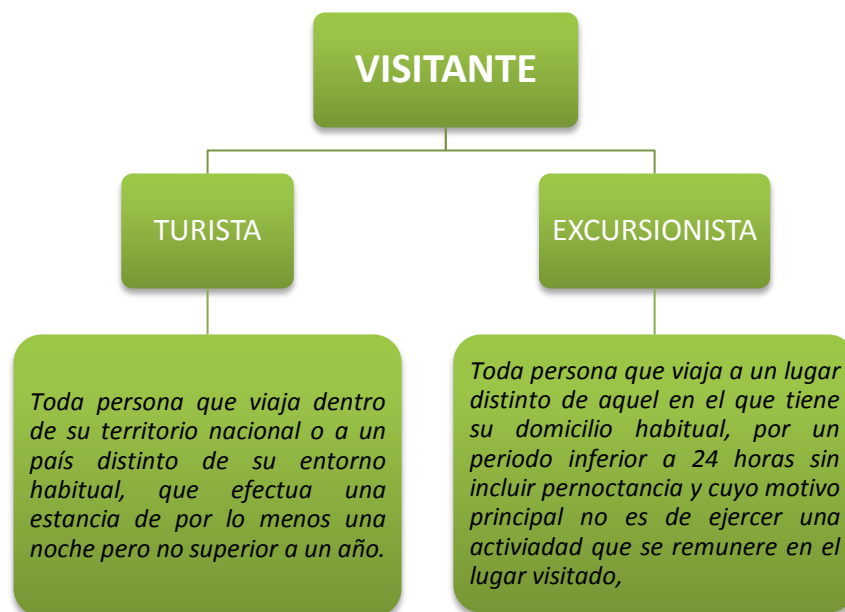 VISITANTE
TURISTA
EXCURSIONISTA
Toda persona que viaja dentro
de su territorio nacional o a un
país distinto de su entorno
habitual, que efectua una
estancia de por lo menos una
noche pero no superior a un año.
Toda persona que viaja a un lugar
distinto de aquel en el que tiene
su domicilio habitual, por un
periodo inferior a 24 horas sin
incluir pernoctancia y cuyo motivo
principal no es de ejercer una
activiadad que se remunere en el
lugar visitado,